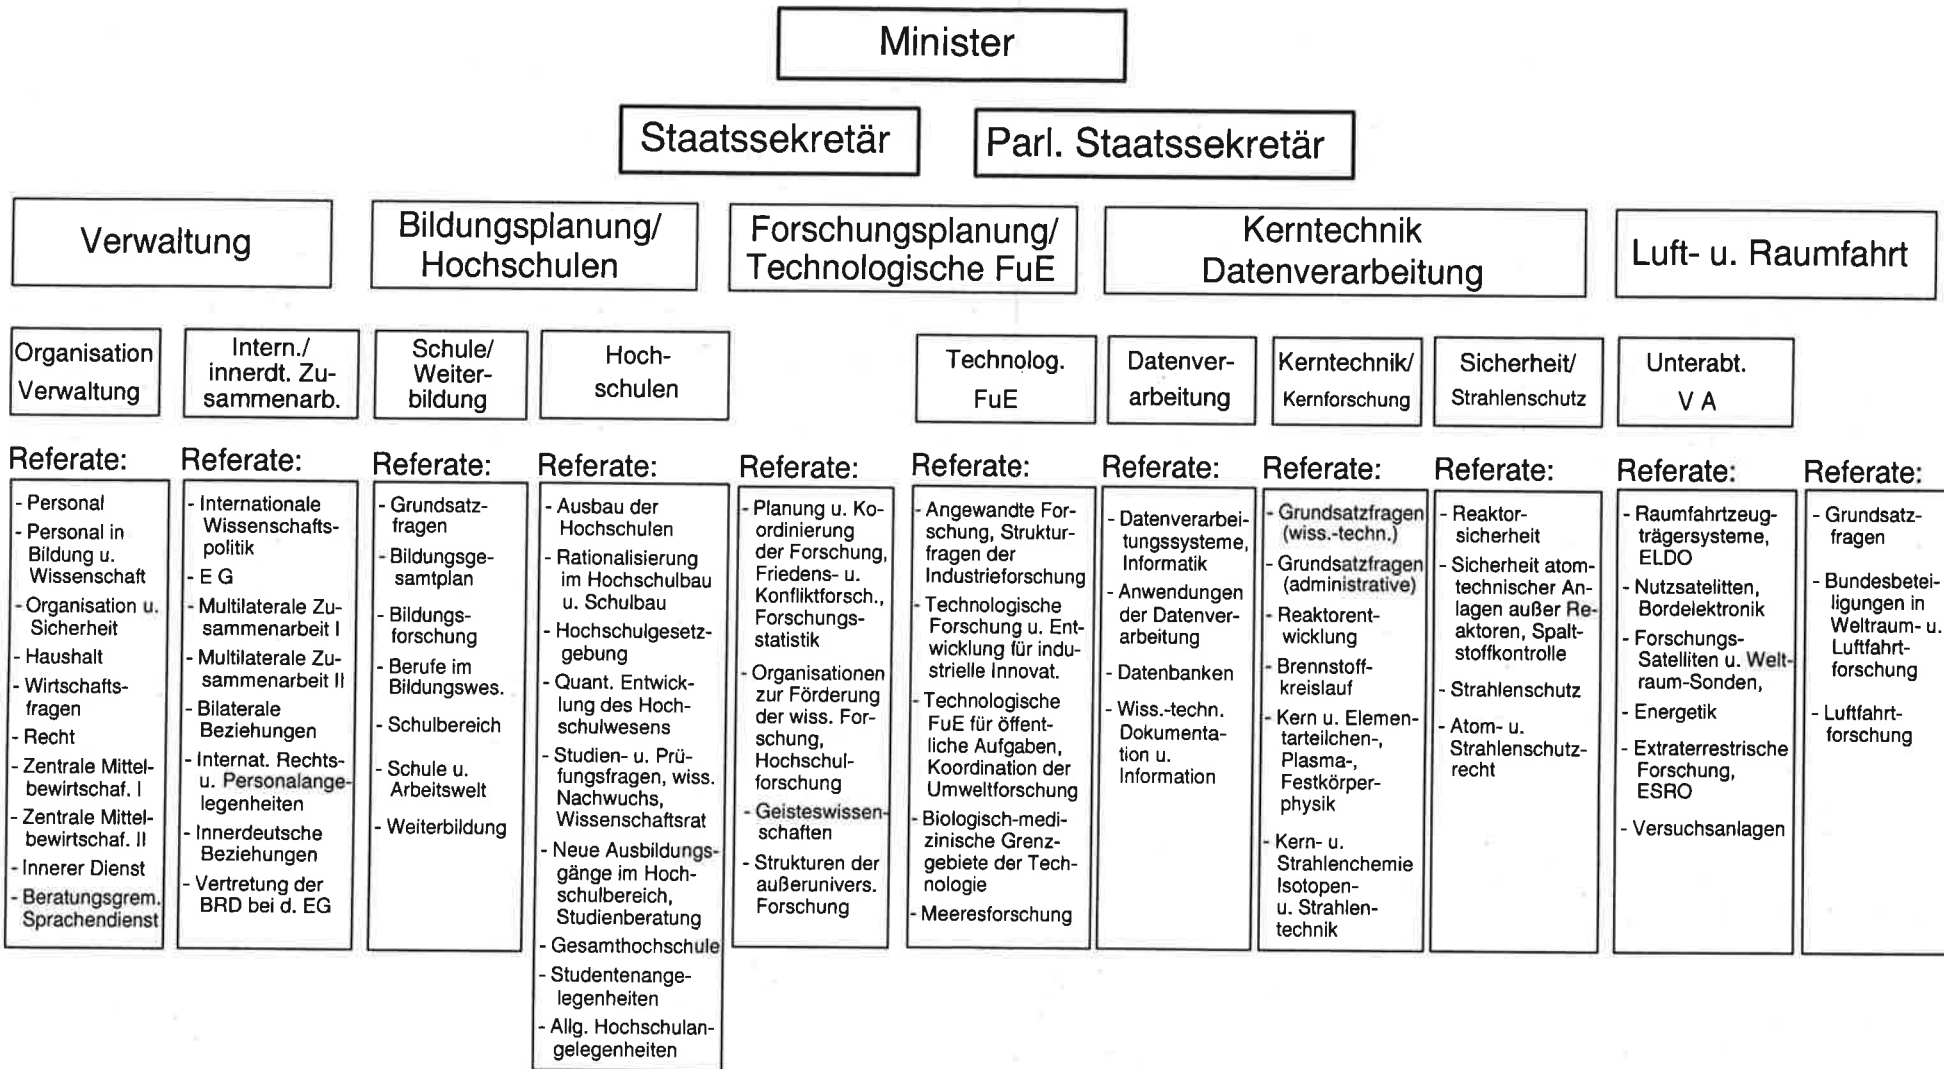 Minister
Staatssekretär
Parl. Staatssekretär
Verwaltung
Bildungsplanung/
Hochschulen
Forschungsplanung/
Technologische FuE
Kerntechnik
Datenverarbeitung
Luft- u. Raumfahrt
Organisation
Verwaltung
Intern./
innerdt. Zu-
sammenarb.
Schule/
Weiter-
bildung
Hoch-
schulen
Technolog.
FuE
Datenver-
arbeitung
Kerntechnik/
Kernforschung
Sicherheit/
Strahlenschutz
Unterabt.
V A
Referate:
- Personal
- Personal in
Bildung u.
Wissenschaft
- Organisation u.
Sicherheit
- Haushalt
- Wirtschafts-
fragen
- Recht
- Zentrale Mittel-
bewirtschaf. I
- Zentrale Mittel-
bewirtschaf. II
- Innerer Dienst
- Beratungsgrem.
Sprachendienst
Referate:
- Internationale
Wissenschafts-
politik
- E G
- Multilaterale Zu-
sammenarbeit I
- Multilaterale Zu-
sammenarbeit II
- Bilaterale
Beziehungen
- Internat. Rechts-
u. Personalange-
legenheiten
- Innerdeutsche
Beziehungen
- Vertretung der
BRD bei d. EG
Referate:
- Grundsatz-
fragen
- Bildungsge-
samtplan
- Bildungs-
forschung
- Berufe im
Bildungswes.
- Schulbereich
- Schule u.
Arbeitswelt
- Weiterbildung
Referate:
- Ausbau der
Hochschulen
- Rationalisierung
im Hochschulbau
u. Schulbau
- Hochschulgesetz-
gebung
- Quant. Entwick-
lung des Hoch-
schulwesens
- Studien- u. Prü-
fungsfragen, wiss.
Nachwuchs,
Wissenschaftsrat
- Neue Ausbildungs-
gänge im Hoch-
schulbereich,
Studienberatung
- Gesamthochschule
- Studentenange-
legenheiten
- Allg. Hochschulan-
gelegenheiten
Referate:
- Planung u. Ko-
ordinierung
der Forschung,
Friedens- u.
Konfliktforsch.,
Forschungs-
statistik
- Organisationen
zur Förderung
der wiss. For-
schung,
Hochschul-
forschung
- Geisteswissen-
schaften
- Strukturen der
außerunivers.
Forschung
Referate:
- Angewandte For-
schung, Struktur-
fragen der
Industrieforschung
- Technologische
Forschung u. Ent-
wicklung für indu-
strielle Innovat.
- Technologische
FuE für öffent-
liche Aufgaben,
Koordination der
Umweltforschung
- Biologisch-medi-
zinische Grenz-
gebiete der Tech-
nologie
- Meeresforschung
Referate:
- Datenverarbei-
tungssysteme,
Informatik
- Anwendungen
der Datenver-
arbeitung
- Datenbanken
- Wiss.-techn.
Dokumenta-
tion u.
Information
Referate:
- Grundsatzfragen
(wiss.-techn.)
- Grundsatzfragen
(administrative)
- Reaktorent-
wicklung
- Brennstoff-
kreislauf
- Kern u. Elemen-
tarteilchen-,
Plasma-,
Festkörper-
physik
- Kern- u.
Strahlenchemie
Isotopen-
u. Strahlen-
technik
Referate:
- Reaktor-
sicherheit
- Sicherheit atom-
technischer An-
lagen außer Re-
aktoren, Spalt-
stoffkontrolle
- Strahlenschutz
- Atom- u.
Strahlenschutz-
recht
Referate:
- Raumfahrtzeug-
trägersysteme,
ELDO
- Nutzsatelitten,
Bordelektronik
- Forschungs-
Satelliten u. Welt-
raum-Sonden,
- Energetik
- Extraterrestrische
Forschung,
ESRO
- Versuchsanlagen
Referate:
- Grundsatz-
fragen
- Bundesbetei-
ligungen in
Weltraum- u.
Luftfahrt-
forschung
- Luftfahrt-
forschung